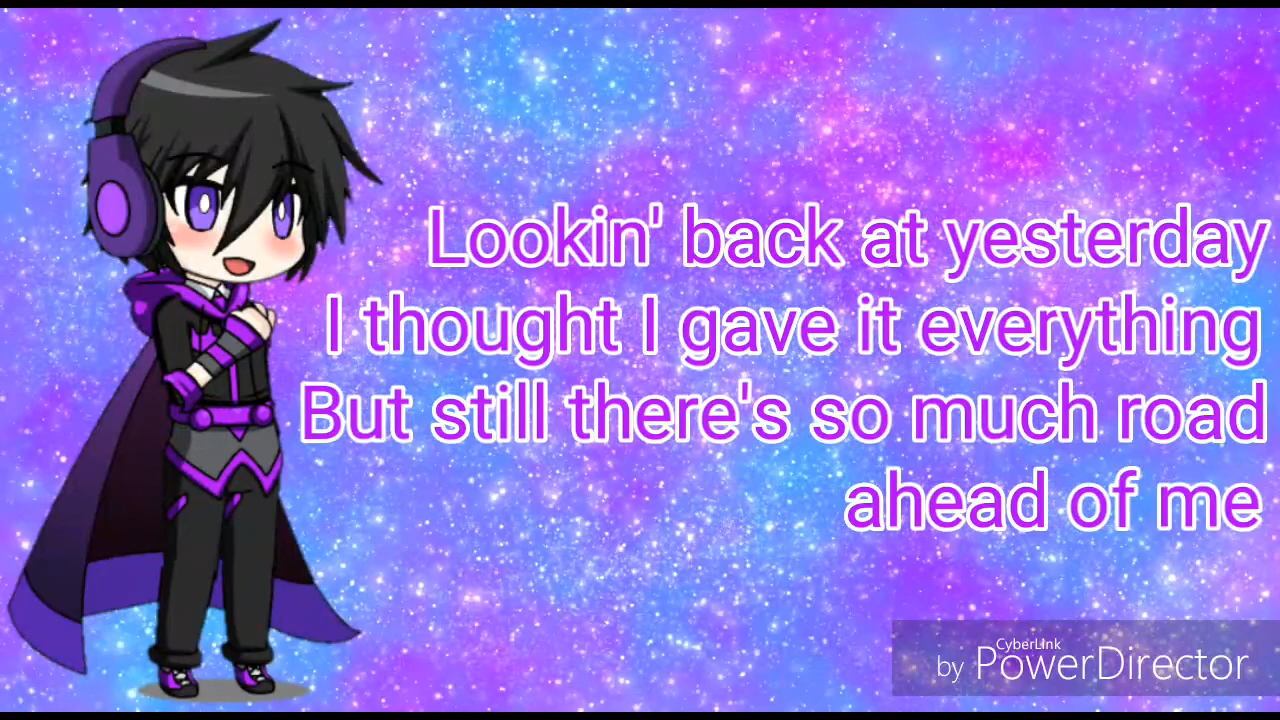 Lookin' back at yesterday
I thought I gave it everything
But still there's so much road
ahead of me
CyberLink
by PowerDirector